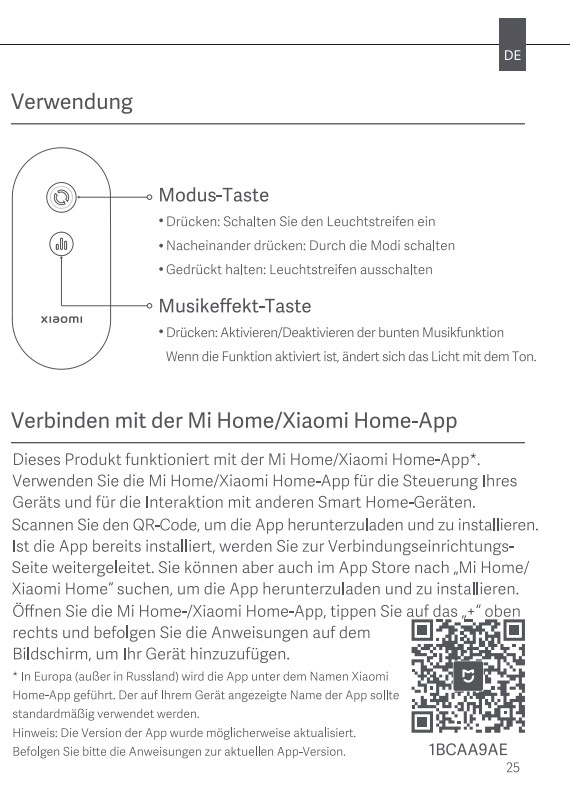 DE
Verwendung
Modus-Taste
• Drücken: Schalten Sie den Leuchtstreifen ein
• Nacheinander drücken: Durch die Modi schalten
• Gedrückt halten: Leuchtstreifen ausschalten
Musikeffekt-Taste
• Drücken: Aktivieren/Deaktivieren der bunten Musikfunktion
Wenn die Funktion aktiviert ist, ändert sich das Licht mit dem Ton.
xiaomi
Verbinden mit der Mi Home/Xiaomi Home-App
Dieses Produkt funktioniert mit der Mi Home/Xiaomi Home-App*.
Verwenden Sie die Mi Home/Xiaomi Home-App für die Steuerung Ihres
Geräts und für die Interaktion mit anderen Smart Home-Geräten.
Scannen Sie den QR-Code, um die App herunterzuladen und zu installieren.
Ist die App bereits installiert, werden Sie zur Verbindungseinrichtungs-
Seite weitergeleitet. Sie können aber auch im App Store nach „Mi Home/
Xiaomi Home“ suchen, um die App herunterzuladen und zu installieren.
Öffnen Sie die Mi Home-/Xiaomi Home-App, tippen Sie auf das „+“ oben
rechts und befolgen Sie die Anweisungen auf dem
Bildschirm, um Ihr Gerät hinzuzufügen.
* In Europa (außer in Russland) wird die App unter dem Namen Xiaomi
Home-App geführt. Der auf Ihrem Gerät angezeigte Name der App sollte
standardmäßig verwendet werden.
Hinweis: Die Version der App wurde möglicherweise aktualisiert.
Befolgen Sie bitte die Anweisungen zur aktuellen App-Version.
1BCAA9AE
25